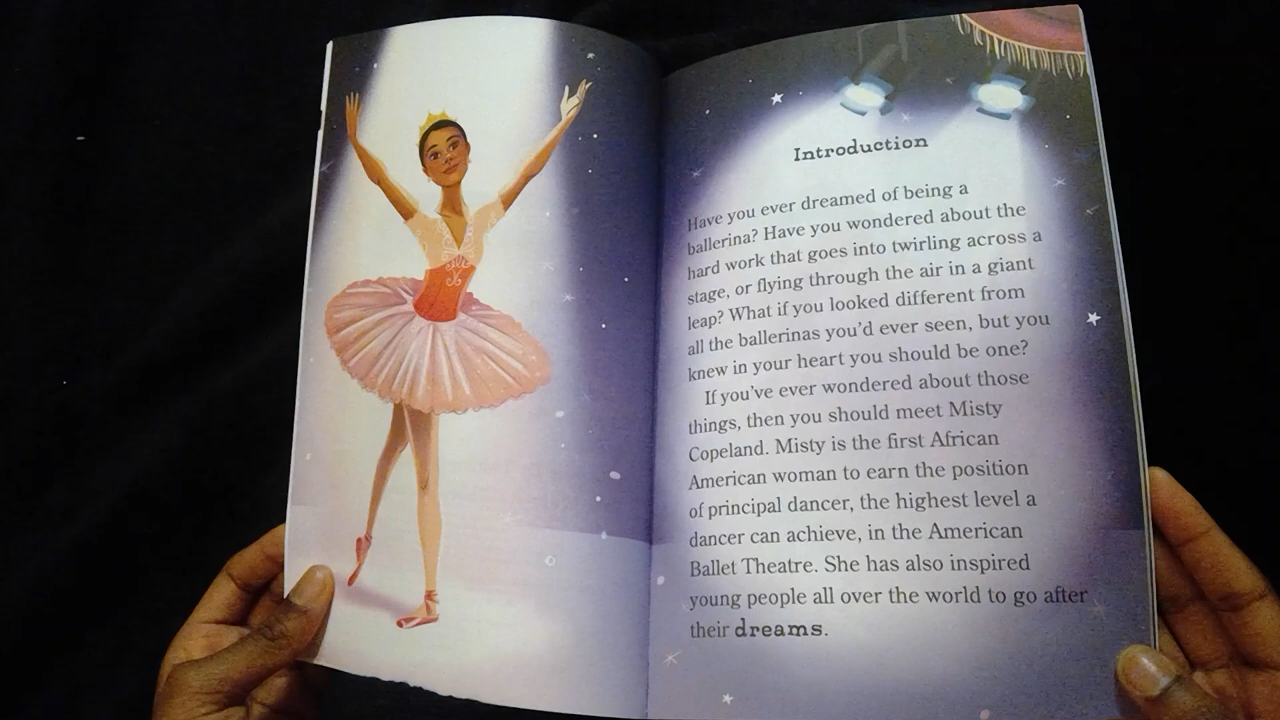 Introduction
Have you ever dreamed of being a
ballerina? Have you wondered about the
hard work that goes into twirling across a
stage, or flying through the air in a giant
leap? What if you looked different from
all the ballerinas you'd ever seen, but you
knew in your heart you should be one?
If you've ever wondered about those
things, then you should meet Misty
Copeland. Misty is the first African
American woman to earn the position
of principal dancer, the highest level a
dancer can achieve, in the American
Ballet Theatre. She has also inspired
young people all over the world to go after
their dreams.